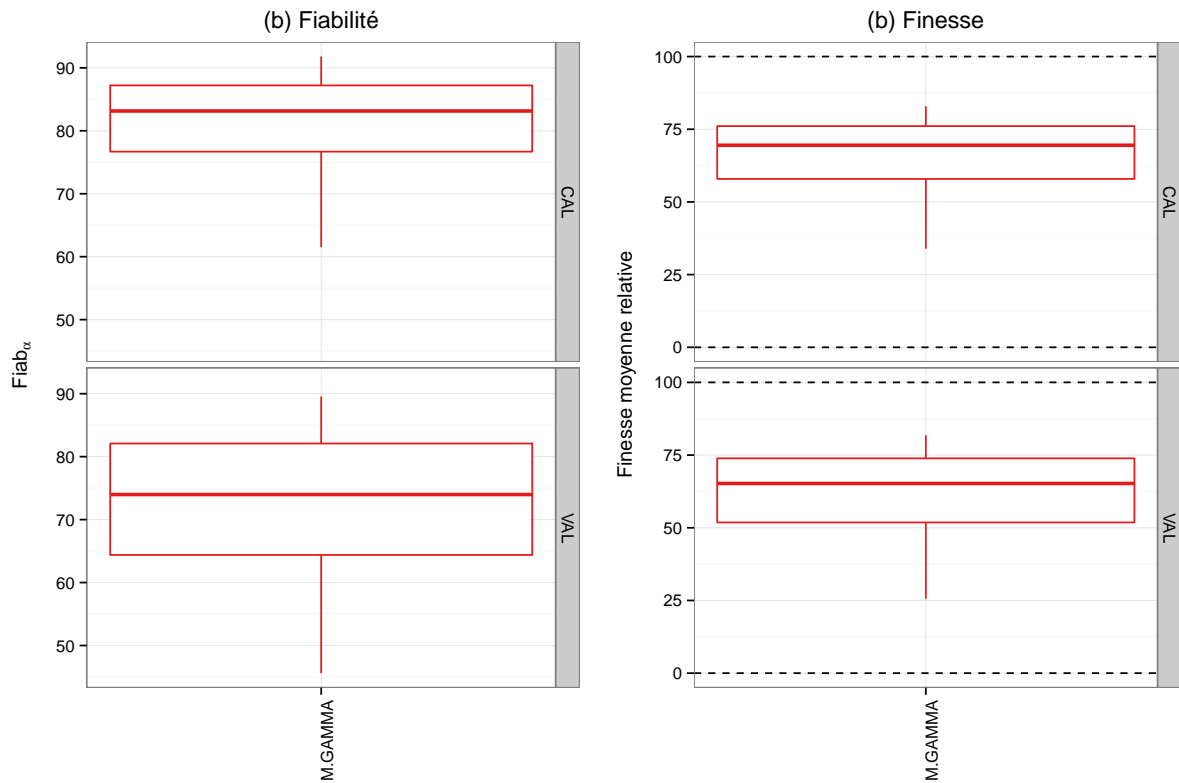 (b) Fiabilité
90
80
70
60
50
CAL
90
80
70
60
50
VAL
Fiabα
M.GAMMA
(b) Finesse
100
75
50
25
0
CAL
100
75
50
25
0
VAL
Finesse moyenne relative
M.GAMMA